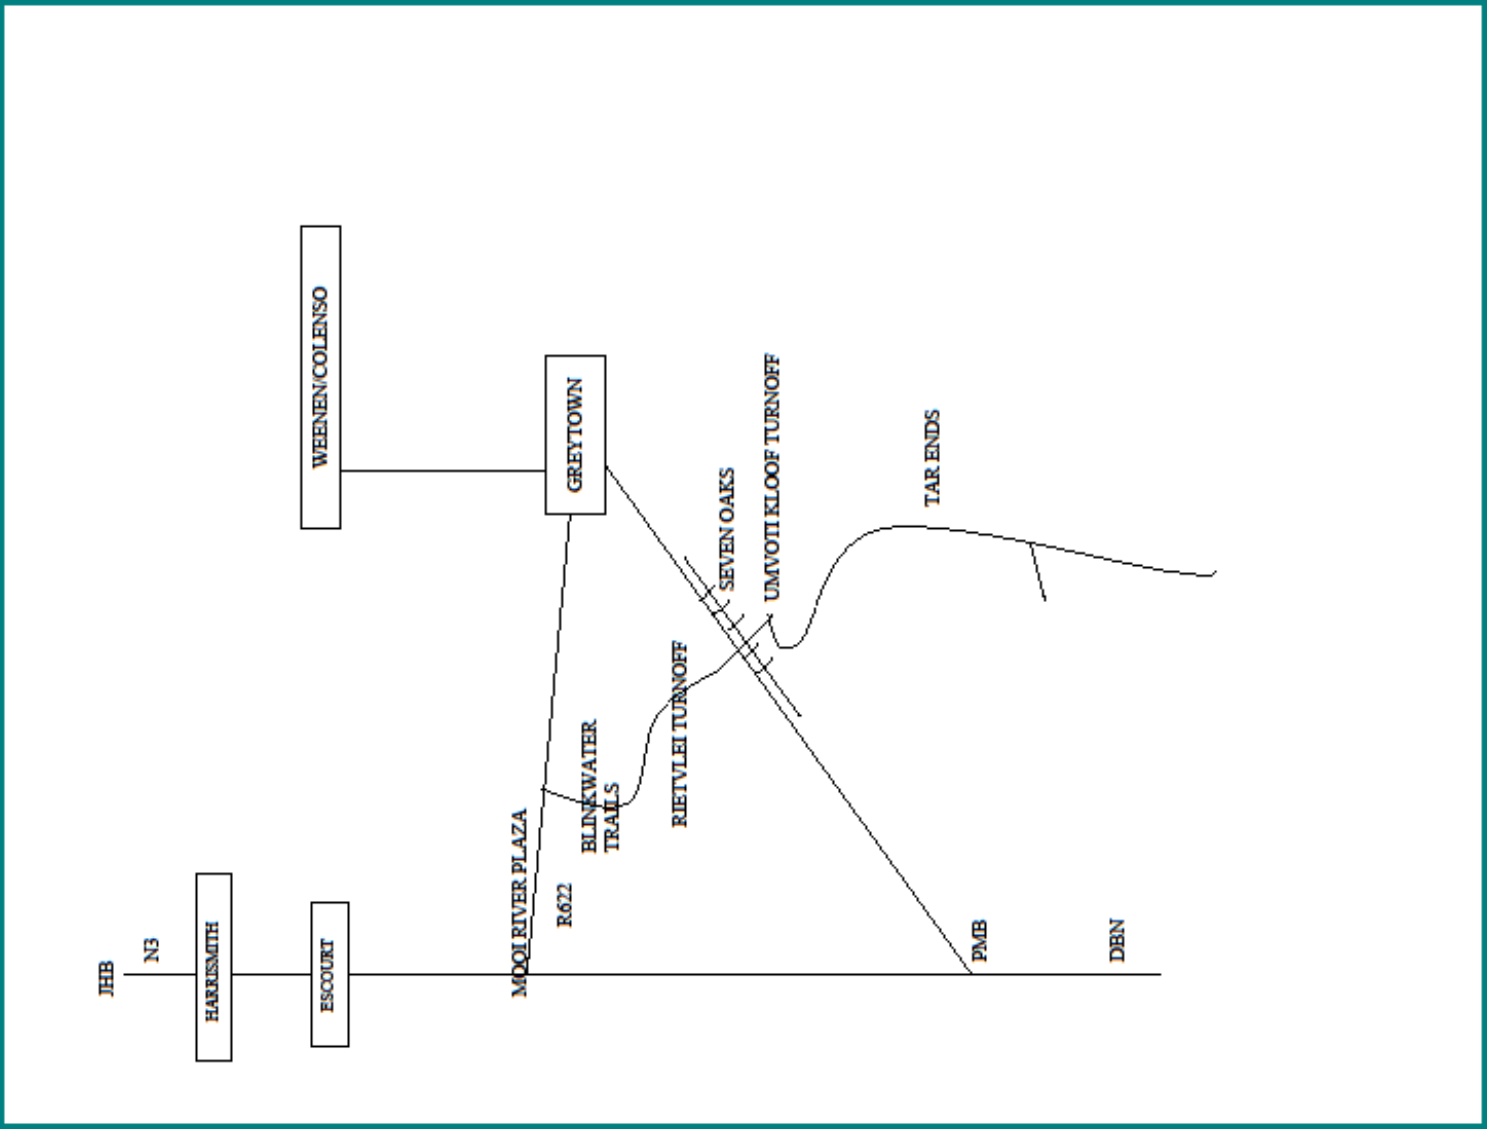 JHB
N3
HARRISMITH
ESCOURT
WEENEN/COLENSO
MOOI RIVER PLAZA
R622
GREYTOWN
BLINKWATER
TRAILS
RIETVLEI TURNOFF
SEVEN OAKS
UMVOTI KLOOF TURNOFF
TAR ENDS
PMB
DBN